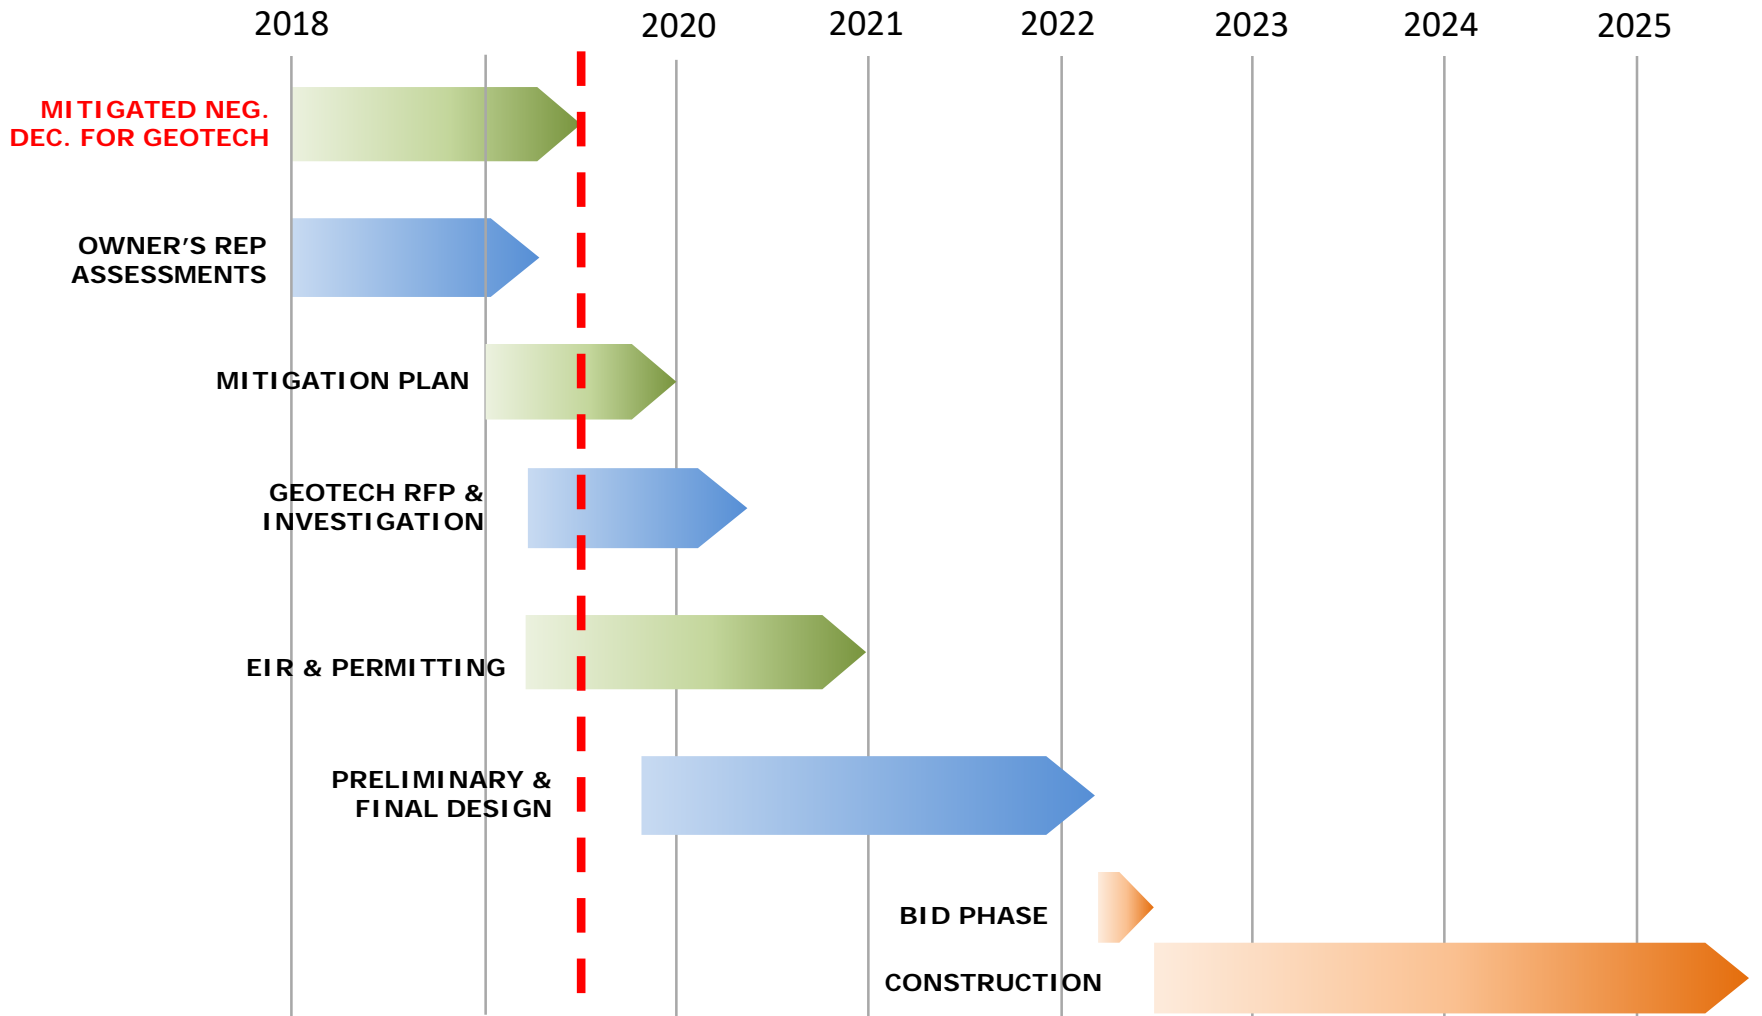 2018 2020 2021 2022 2023 2024 2025
MITIGATED NEG.
DEC. FOR GEOTECH
OWNER'S REP
ASSESSMENTS
MITIGATION PLAN
GEOTECH RFP &
INVESTIGATION
EIR & PERMITTING
PRELIMINARY &
FINAL DESIGN
BID PHASE
CONSTRUCTION